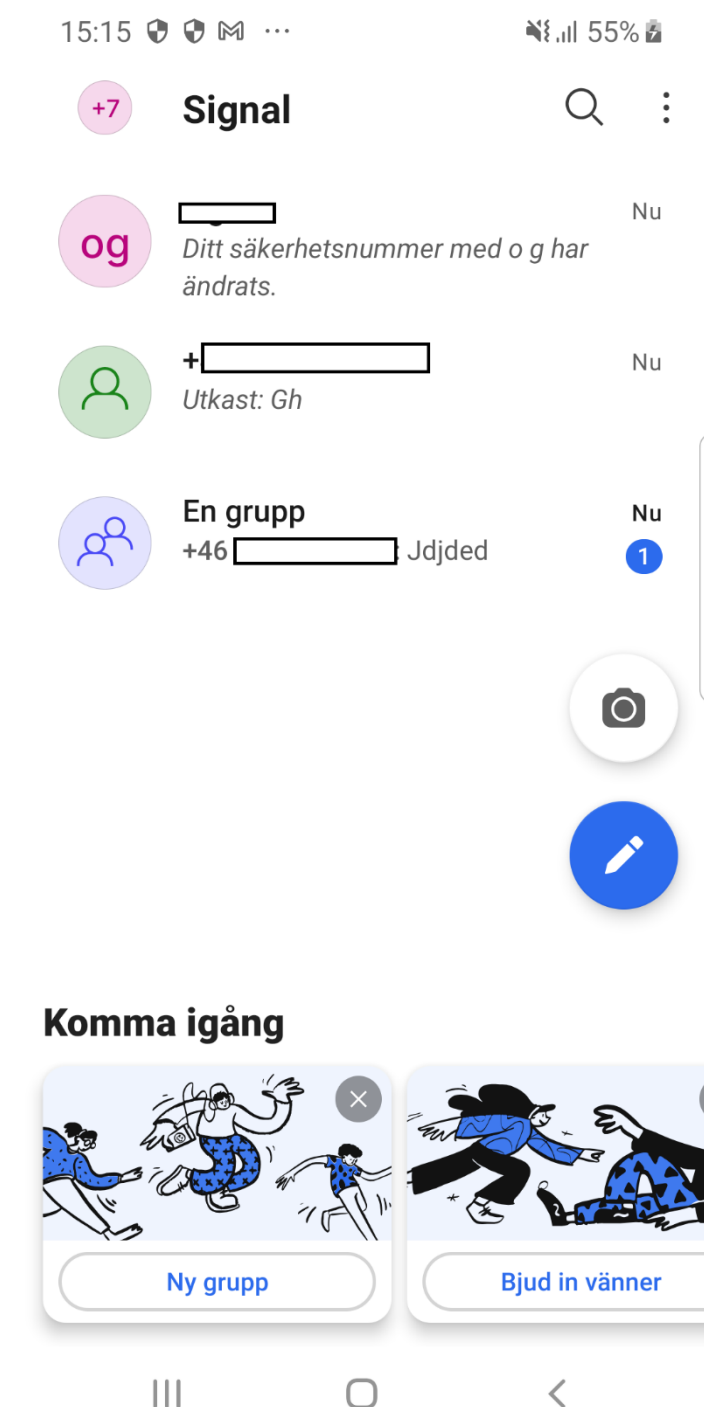 15:15
55%
+7
Signal
og
Nu
Ditt säkerhetsnummer med o g har
ändrats.
+
Nu
Utkast: Gh
En grupp
Nu
+46 : Jdjded
1
Komma igång
Ny grupp
Bjud in vänner